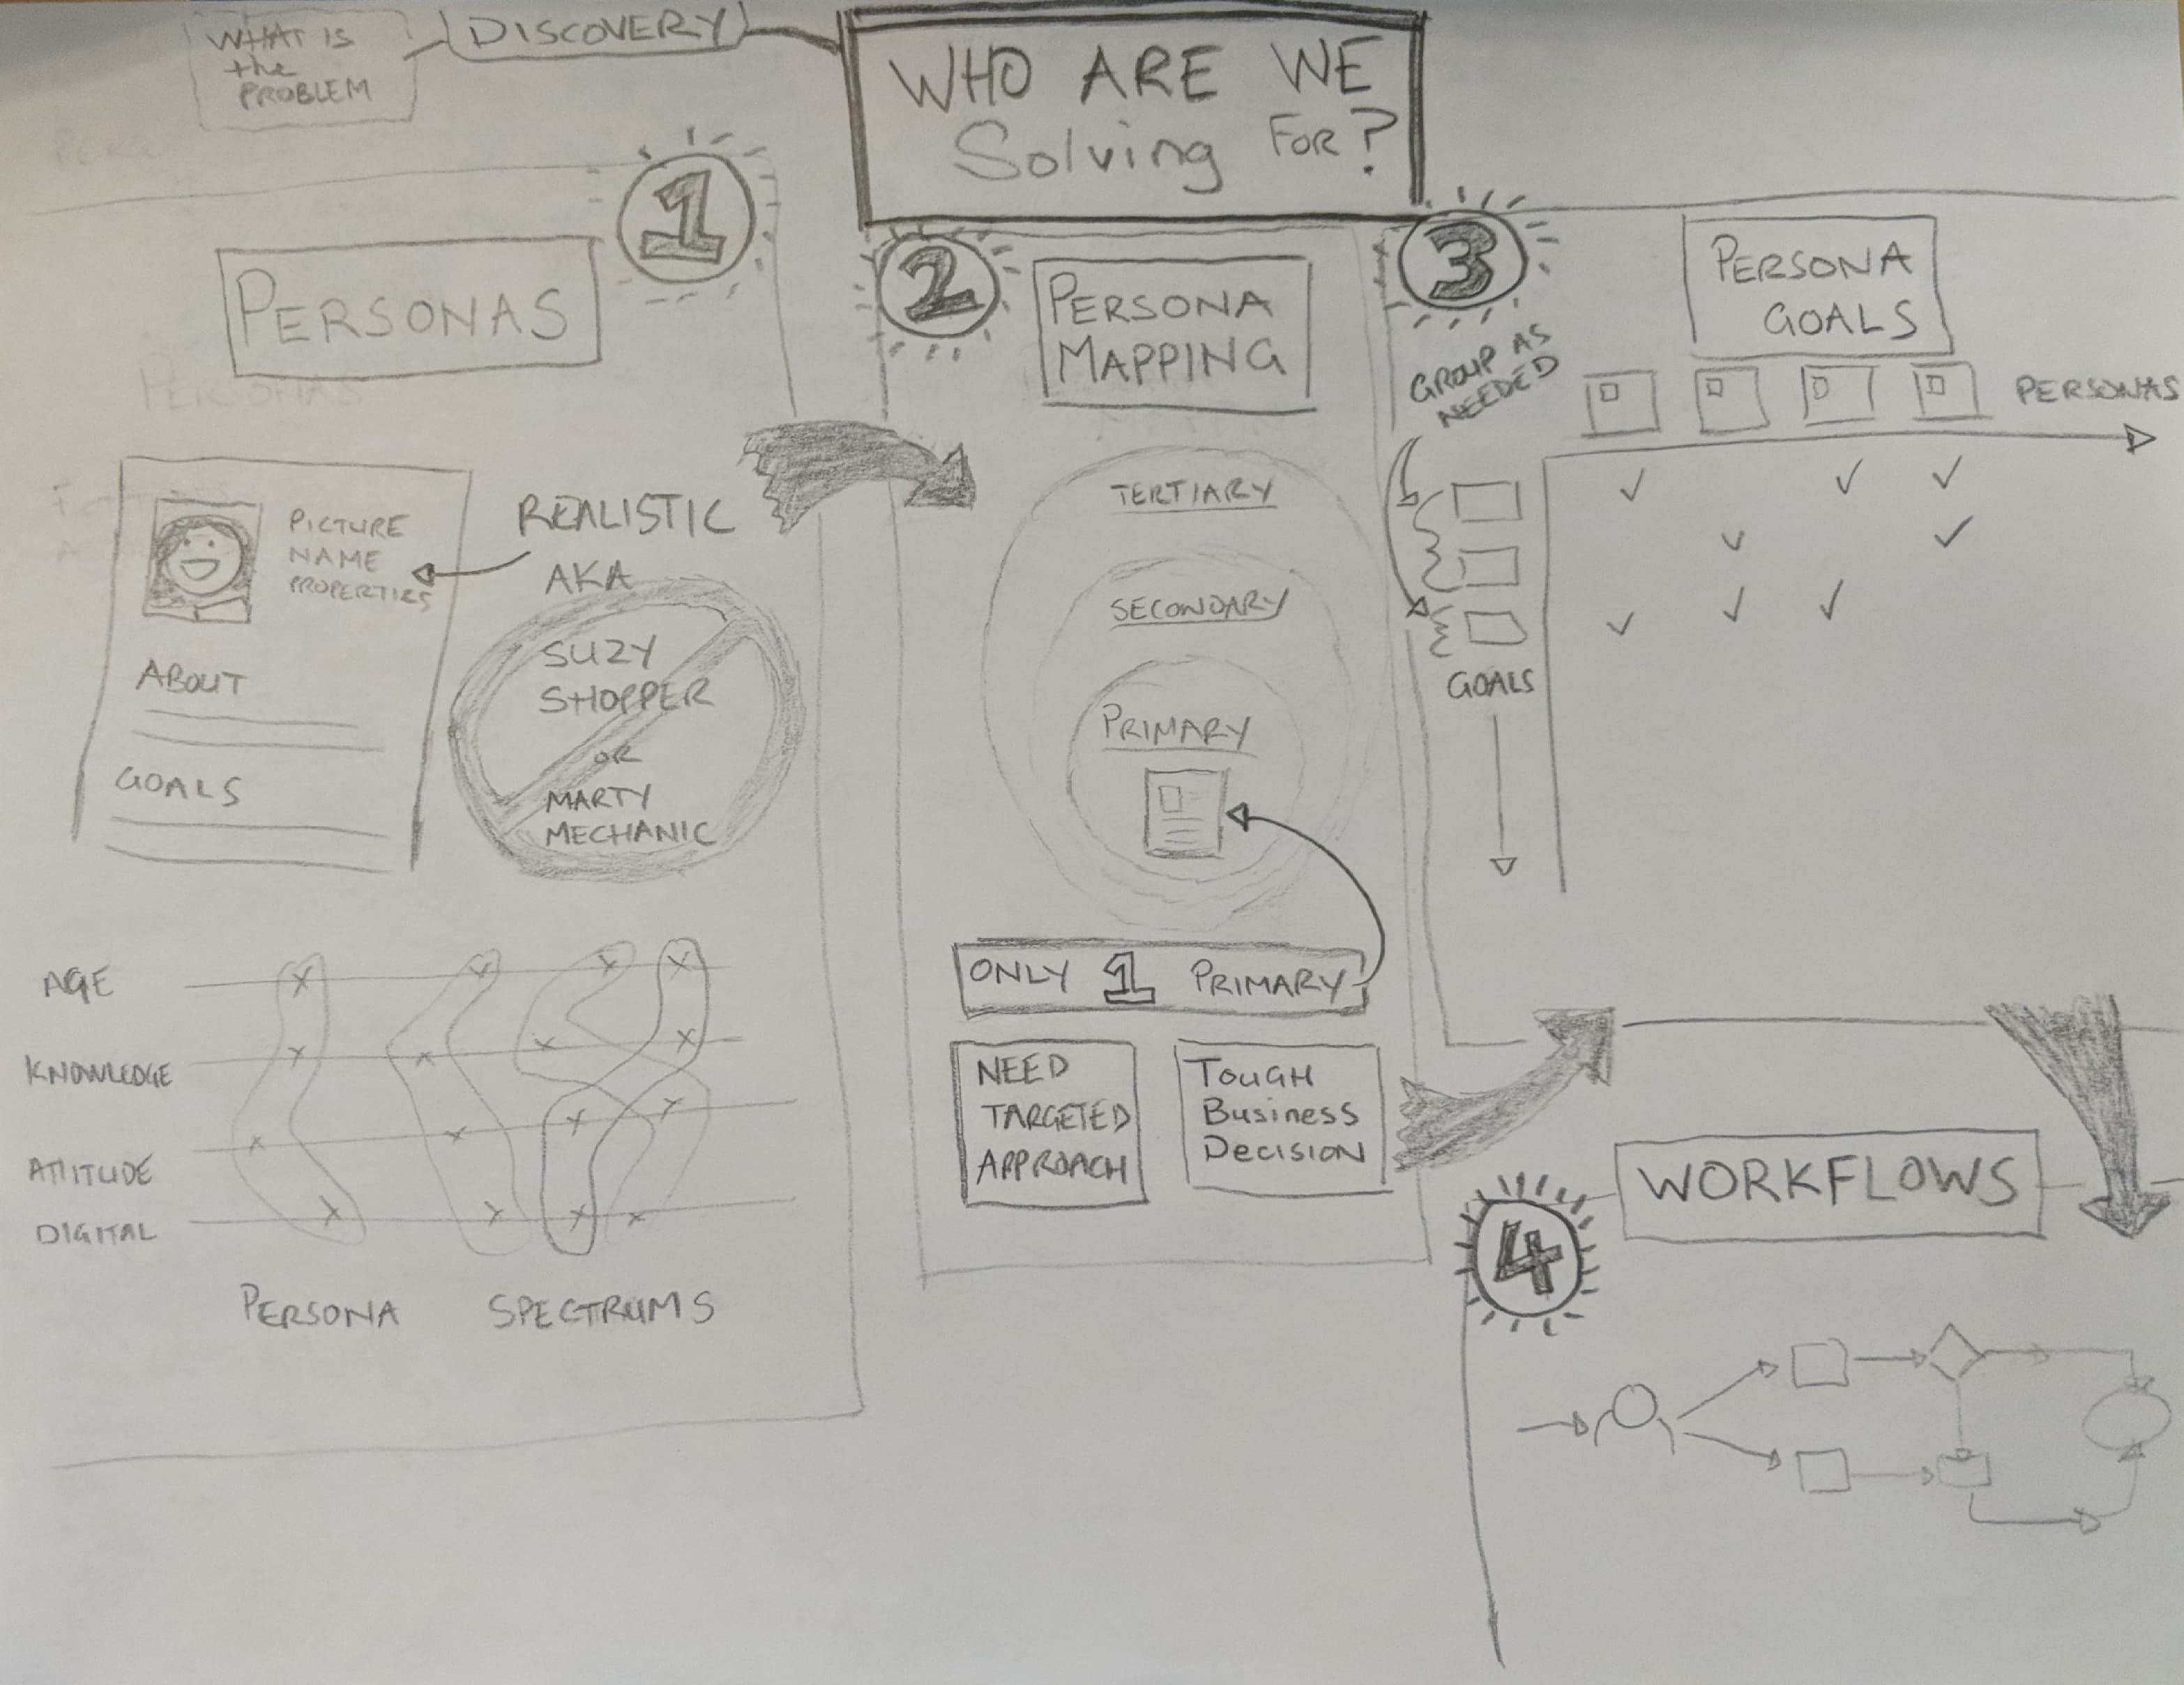 WHAT IS
the
PROBLEM
DISCOVERY
WHO ARE WE
Solving FOR?
1
PERSONAS
PERSONAS
PICTURE
NAME
PROPERTIES
REALISTIC
AKA
SUZY
SHOPPER
OR
MARTY
MECHANIC
ABOUT
GOALS
AGE
KNOWLEDGE
ATTITUDE
DIGITAL
PERSONA SPECTRUMS
2
PERSONA
MAPPING
TERTIARY
SECONDARY
PRIMARY
ONLY 1 PRIMARY
NEED
TARGETED
APPROACH
TOUGH
BUSINESS
DECISION
3
PERSONA
GOALS
GROUP AS
NEEDED
PERSONAS
GOALS
4
WORKFLOWS